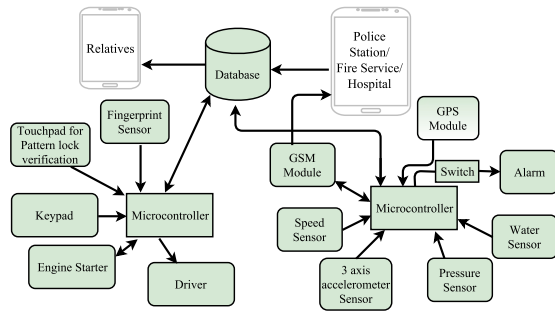 Relatives
Database
Police
Station/
Fire Service/
Hospital
Fingerprint
Sensor
Touchpad for
Pattern lock
verification
GSM
Module
GPS
Module
Switch
Alarm
Keypad
Microcontroller
Microcontroller
Speed
Sensor
Water
Sensor
Engine Starter
Driver
3 axis
accelerometer
Sensor
Pressure
Sensor